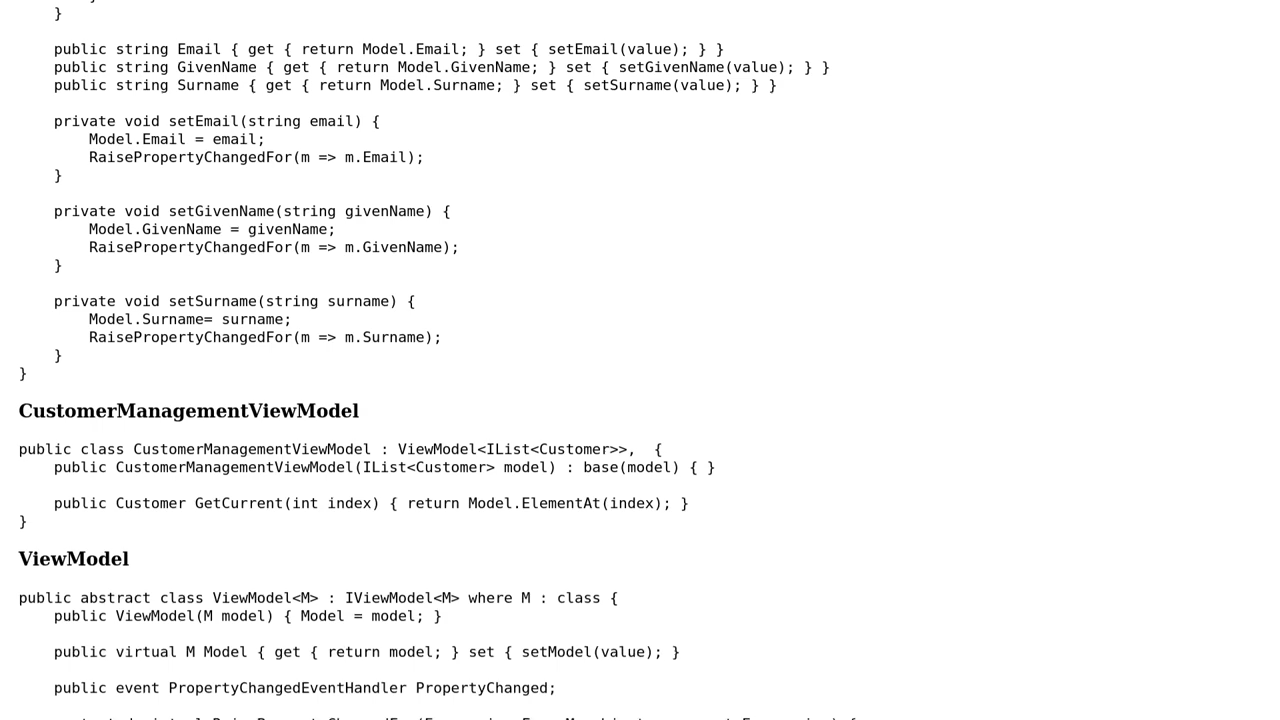 }

    public string Email { get { return Model.Email; } set { setEmail(value); } }
    public string GivenName { get { return Model.GivenName; } set { setGivenName(value); } }
    public string Surname { get { return Model.Surname; } set { setSurname(value); } }

    private void setEmail(string email) {
        Model.Email = email;
        RaisePropertyChangedFor(m => m.Email);
    }

    private void setGivenName(string givenName) {
        Model.GivenName = givenName;
        RaisePropertyChangedFor(m => m.GivenName);
    }

    private void setSurname(string surname) {
        Model.Surname= surname;
        RaisePropertyChangedFor(m => m.Surname);
    }
}
CustomerManagementViewModel
public class CustomerManagementViewModel : ViewModel<IList<Customer>>,  {
    public CustomerManagementViewModel(IList<Customer> model) : base(model) { }

    public Customer GetCurrent(int index) { return Model.ElementAt(index); }
}
ViewModel
public abstract class ViewModel<M> : IViewModel<M> where M : class {
    public ViewModel(M model) { Model = model; }

    public virtual M Model { get { return model; } set { setModel(value); }

    public event PropertyChangedEventHandler PropertyChanged;